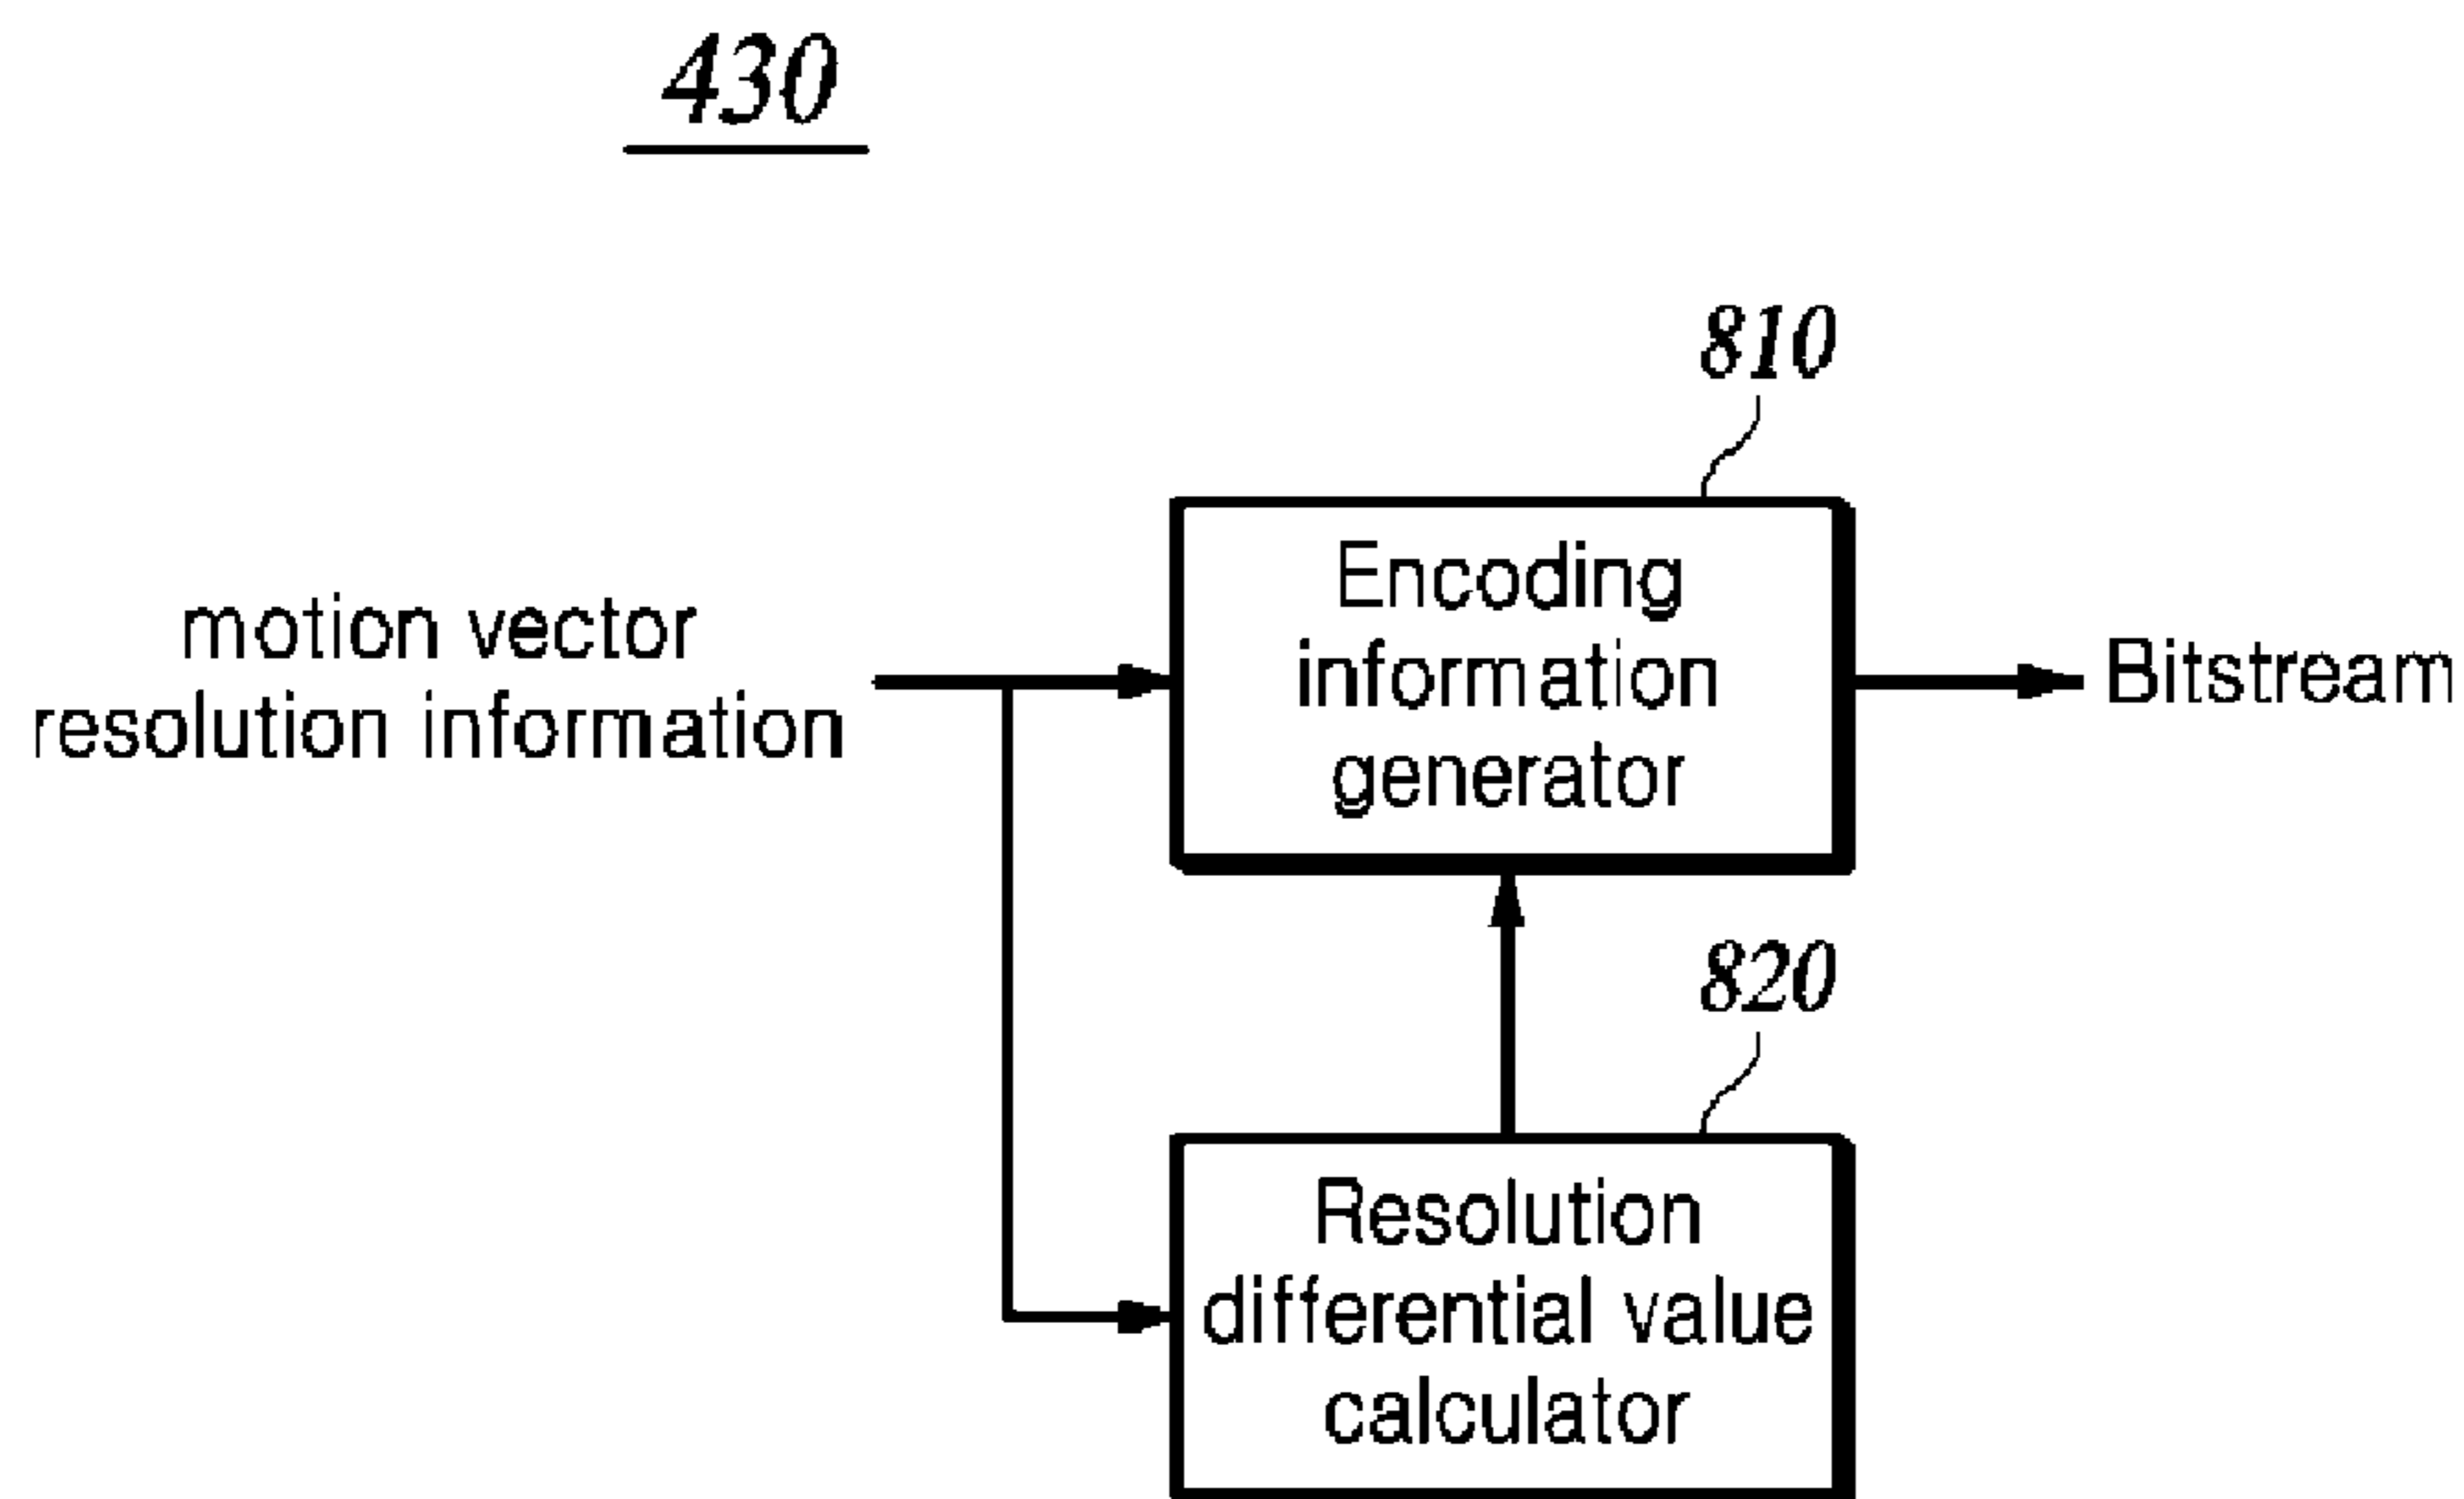 430
810
Encoding
information
generator
motion vector
resolution information
Bitstream
820
Resolution
differential value
calculator